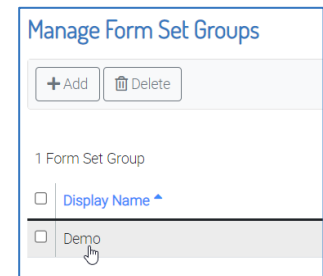 Manage Form Set Groups
+ Add Delete
1 Form Set Group
Display Name
Demo